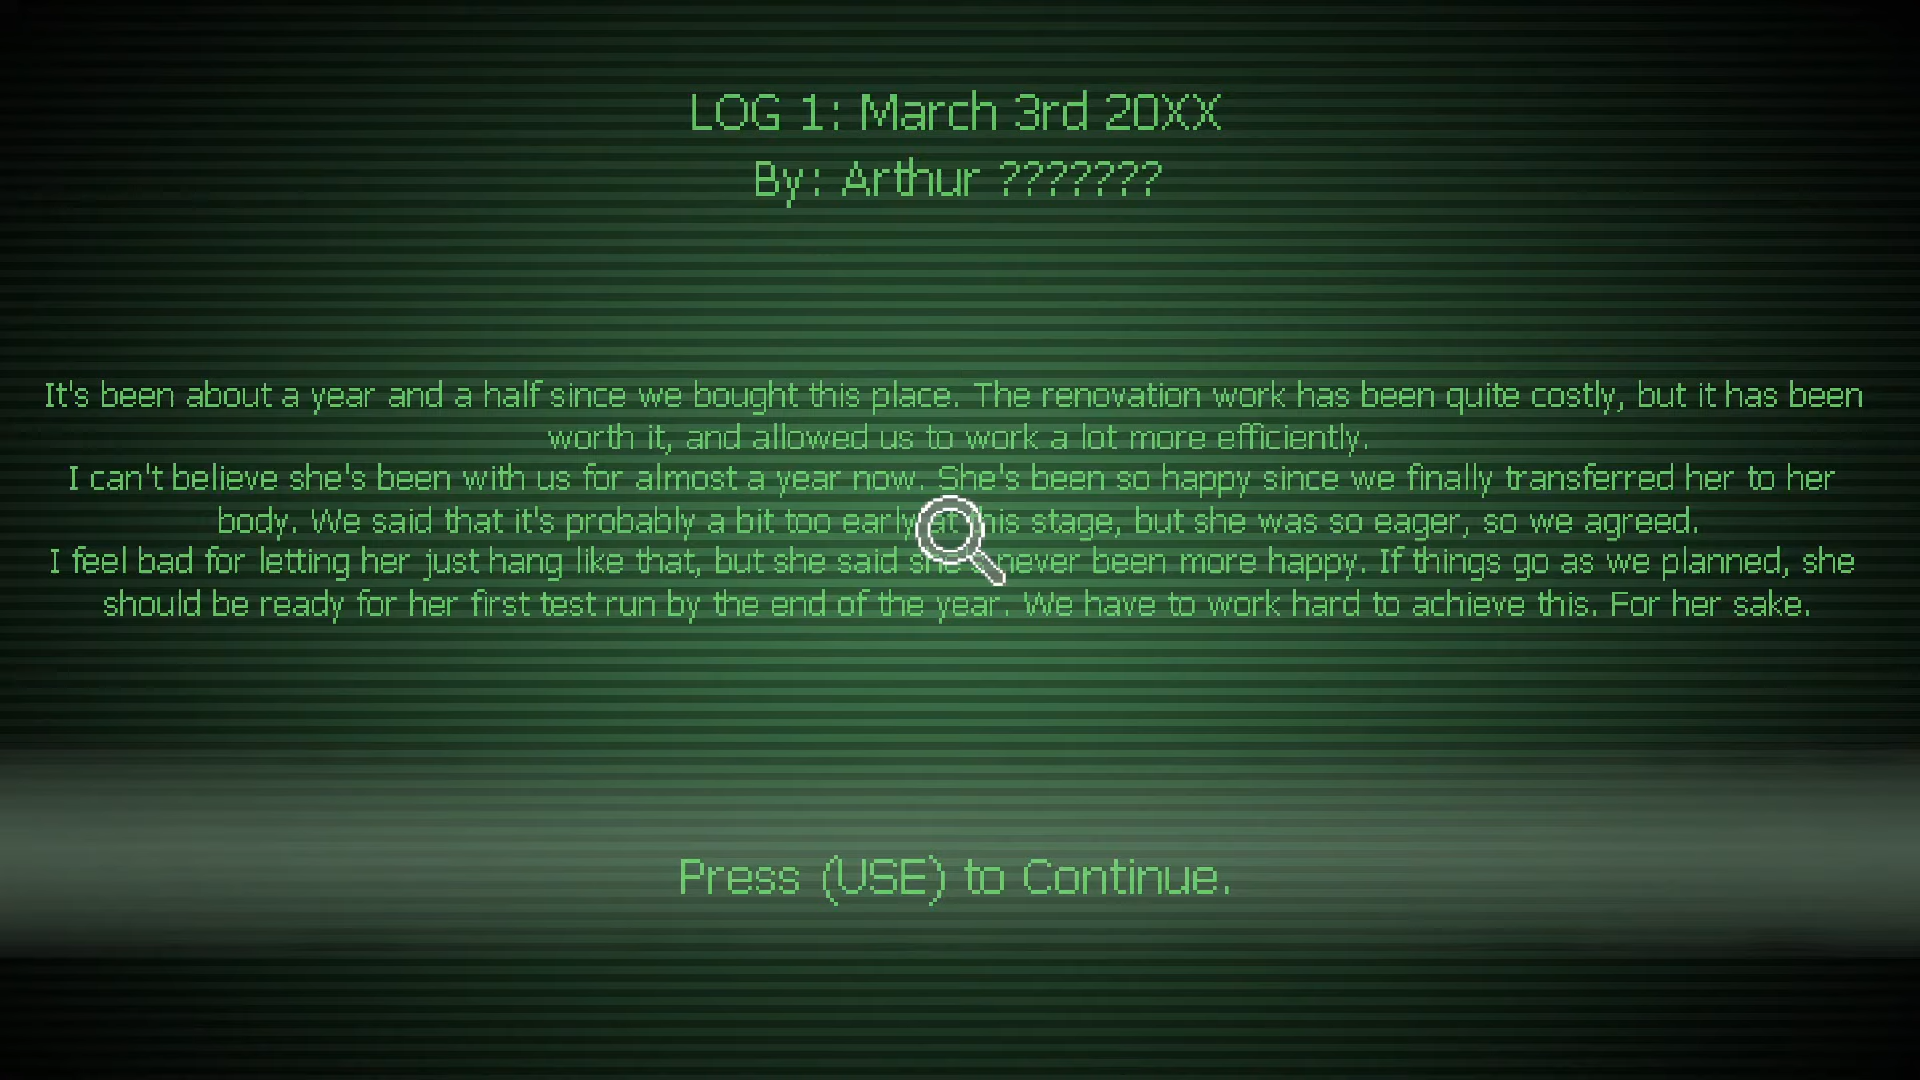 LOG 1: March 3rd 20XX
By: Arthur ???????
It's been about a year and a half since we bought this place. The renovation work has been quite costly, but it has been
worth it, and allowed us to work a lot more efficiently.
I can't believe she's been with us for almost a year now. She's been so happy since we finally transferred her to her
body. We said that it's probably a bit too early stage, but she was so eager, so we agreed.
I feel bad for letting her just hang like that, but she said never been more happy. If things go as we planned, she
should be ready for her first test run by the end of the year. We have to work hard to achieve this. For her sake.
Press (USE) to Continue.